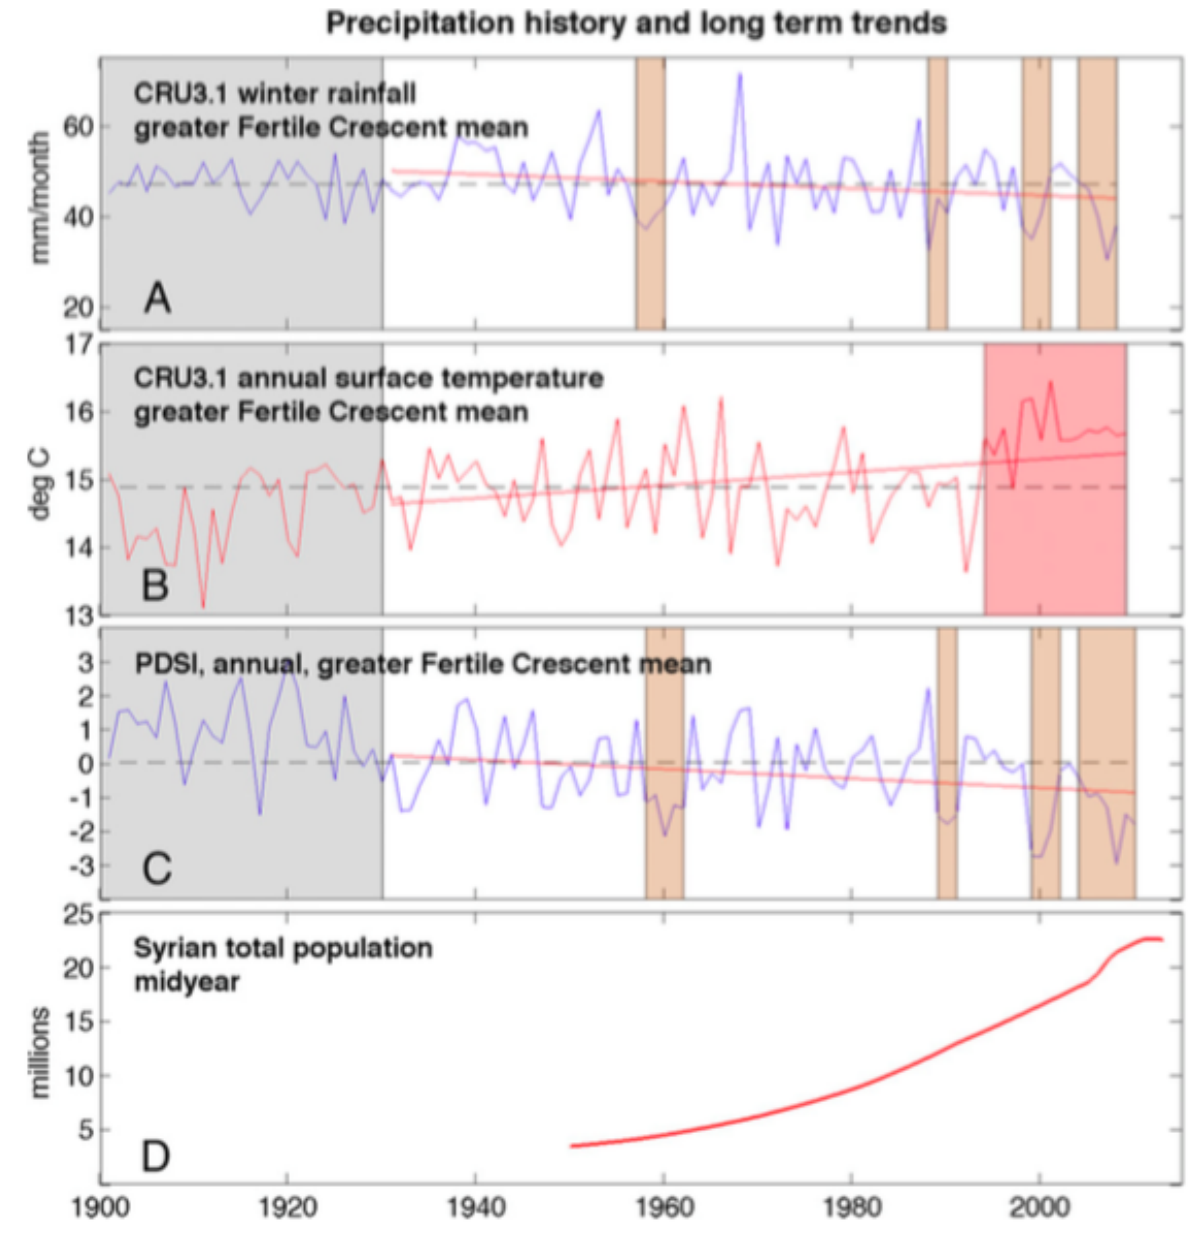 Precipitation history and long term trends
CRU3.1 winter rainfall
greater Fertile Crescent mean
mm/month
60
40
20
A
CRU3.1 annual surface temperature
greater Fertile Crescent mean
deg C
17
16
15
14
13
B
PDSI, annual, greater Fertile Crescent mean
3
2
1
0
-1
-2
-3
C
Syrian total population
midyear
millions
25
20
15
10
5
D
1900 1920 1940 1960 1980 2000